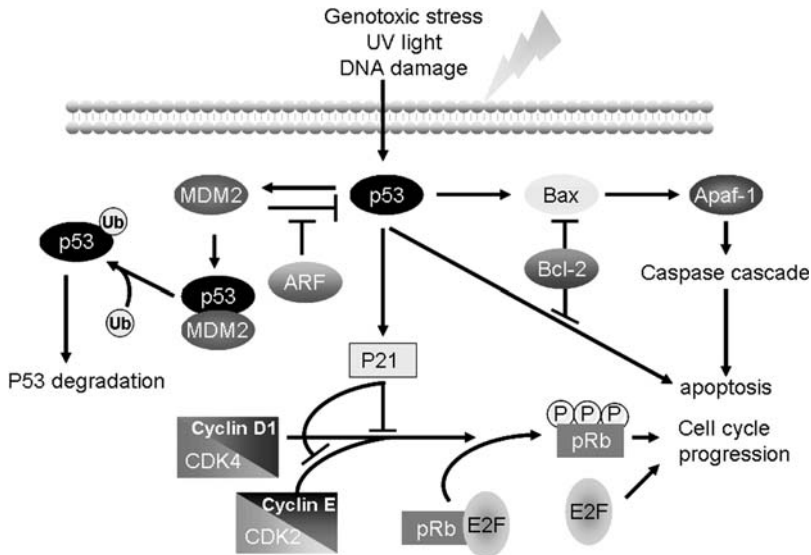 Genotoxic stress
UV light
DNA damage
MDM2
p53
Bax
Apaf-1
p53
Ub
ARF
Bcl-2
Caspase cascade
p53
MDM2
Ub
P53 degradation
P21
apoptosis
Cyclin D1
CDK4
P P P
pRb
Cell cycle
progression
Cyclin E
CDK2
pRb
E2F
E2F